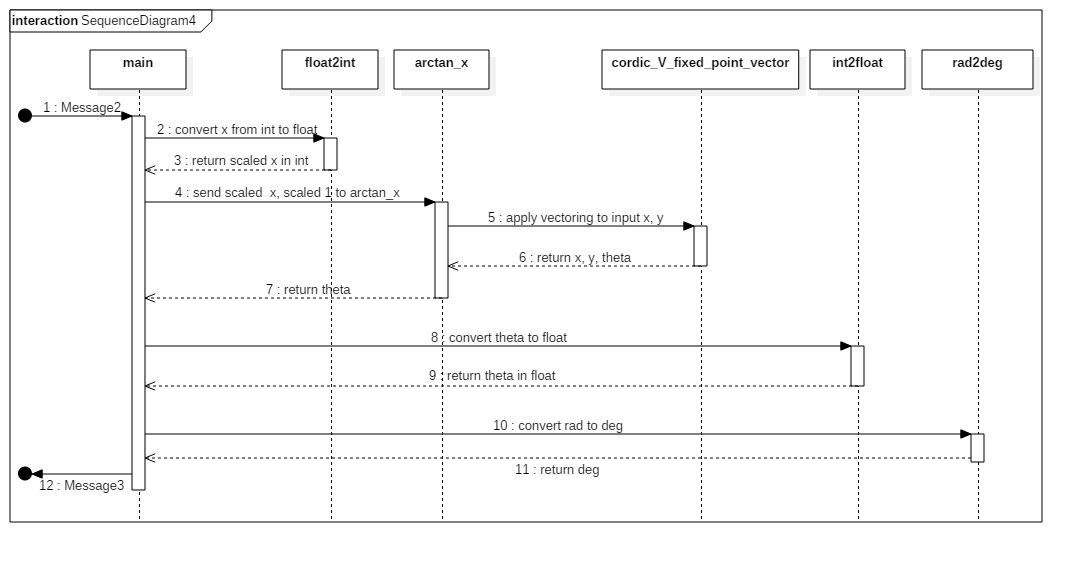 interaction SequenceDiagram4
main
float2int
arctan_x
cordic_V_fixed_point_vector
int2float
rad2deg
1 : Message2
2 : convert x from int to float
3 : return scaled x in int
4 : send scaled  x, scaled 1 to arctan_x
5 : apply vectoring to input x, y
6 : return x, y, theta
7 : return theta
8 : convert theta to float
9 : return theta in float
10 : convert rad to deg
11 : return deg
12 : Message3